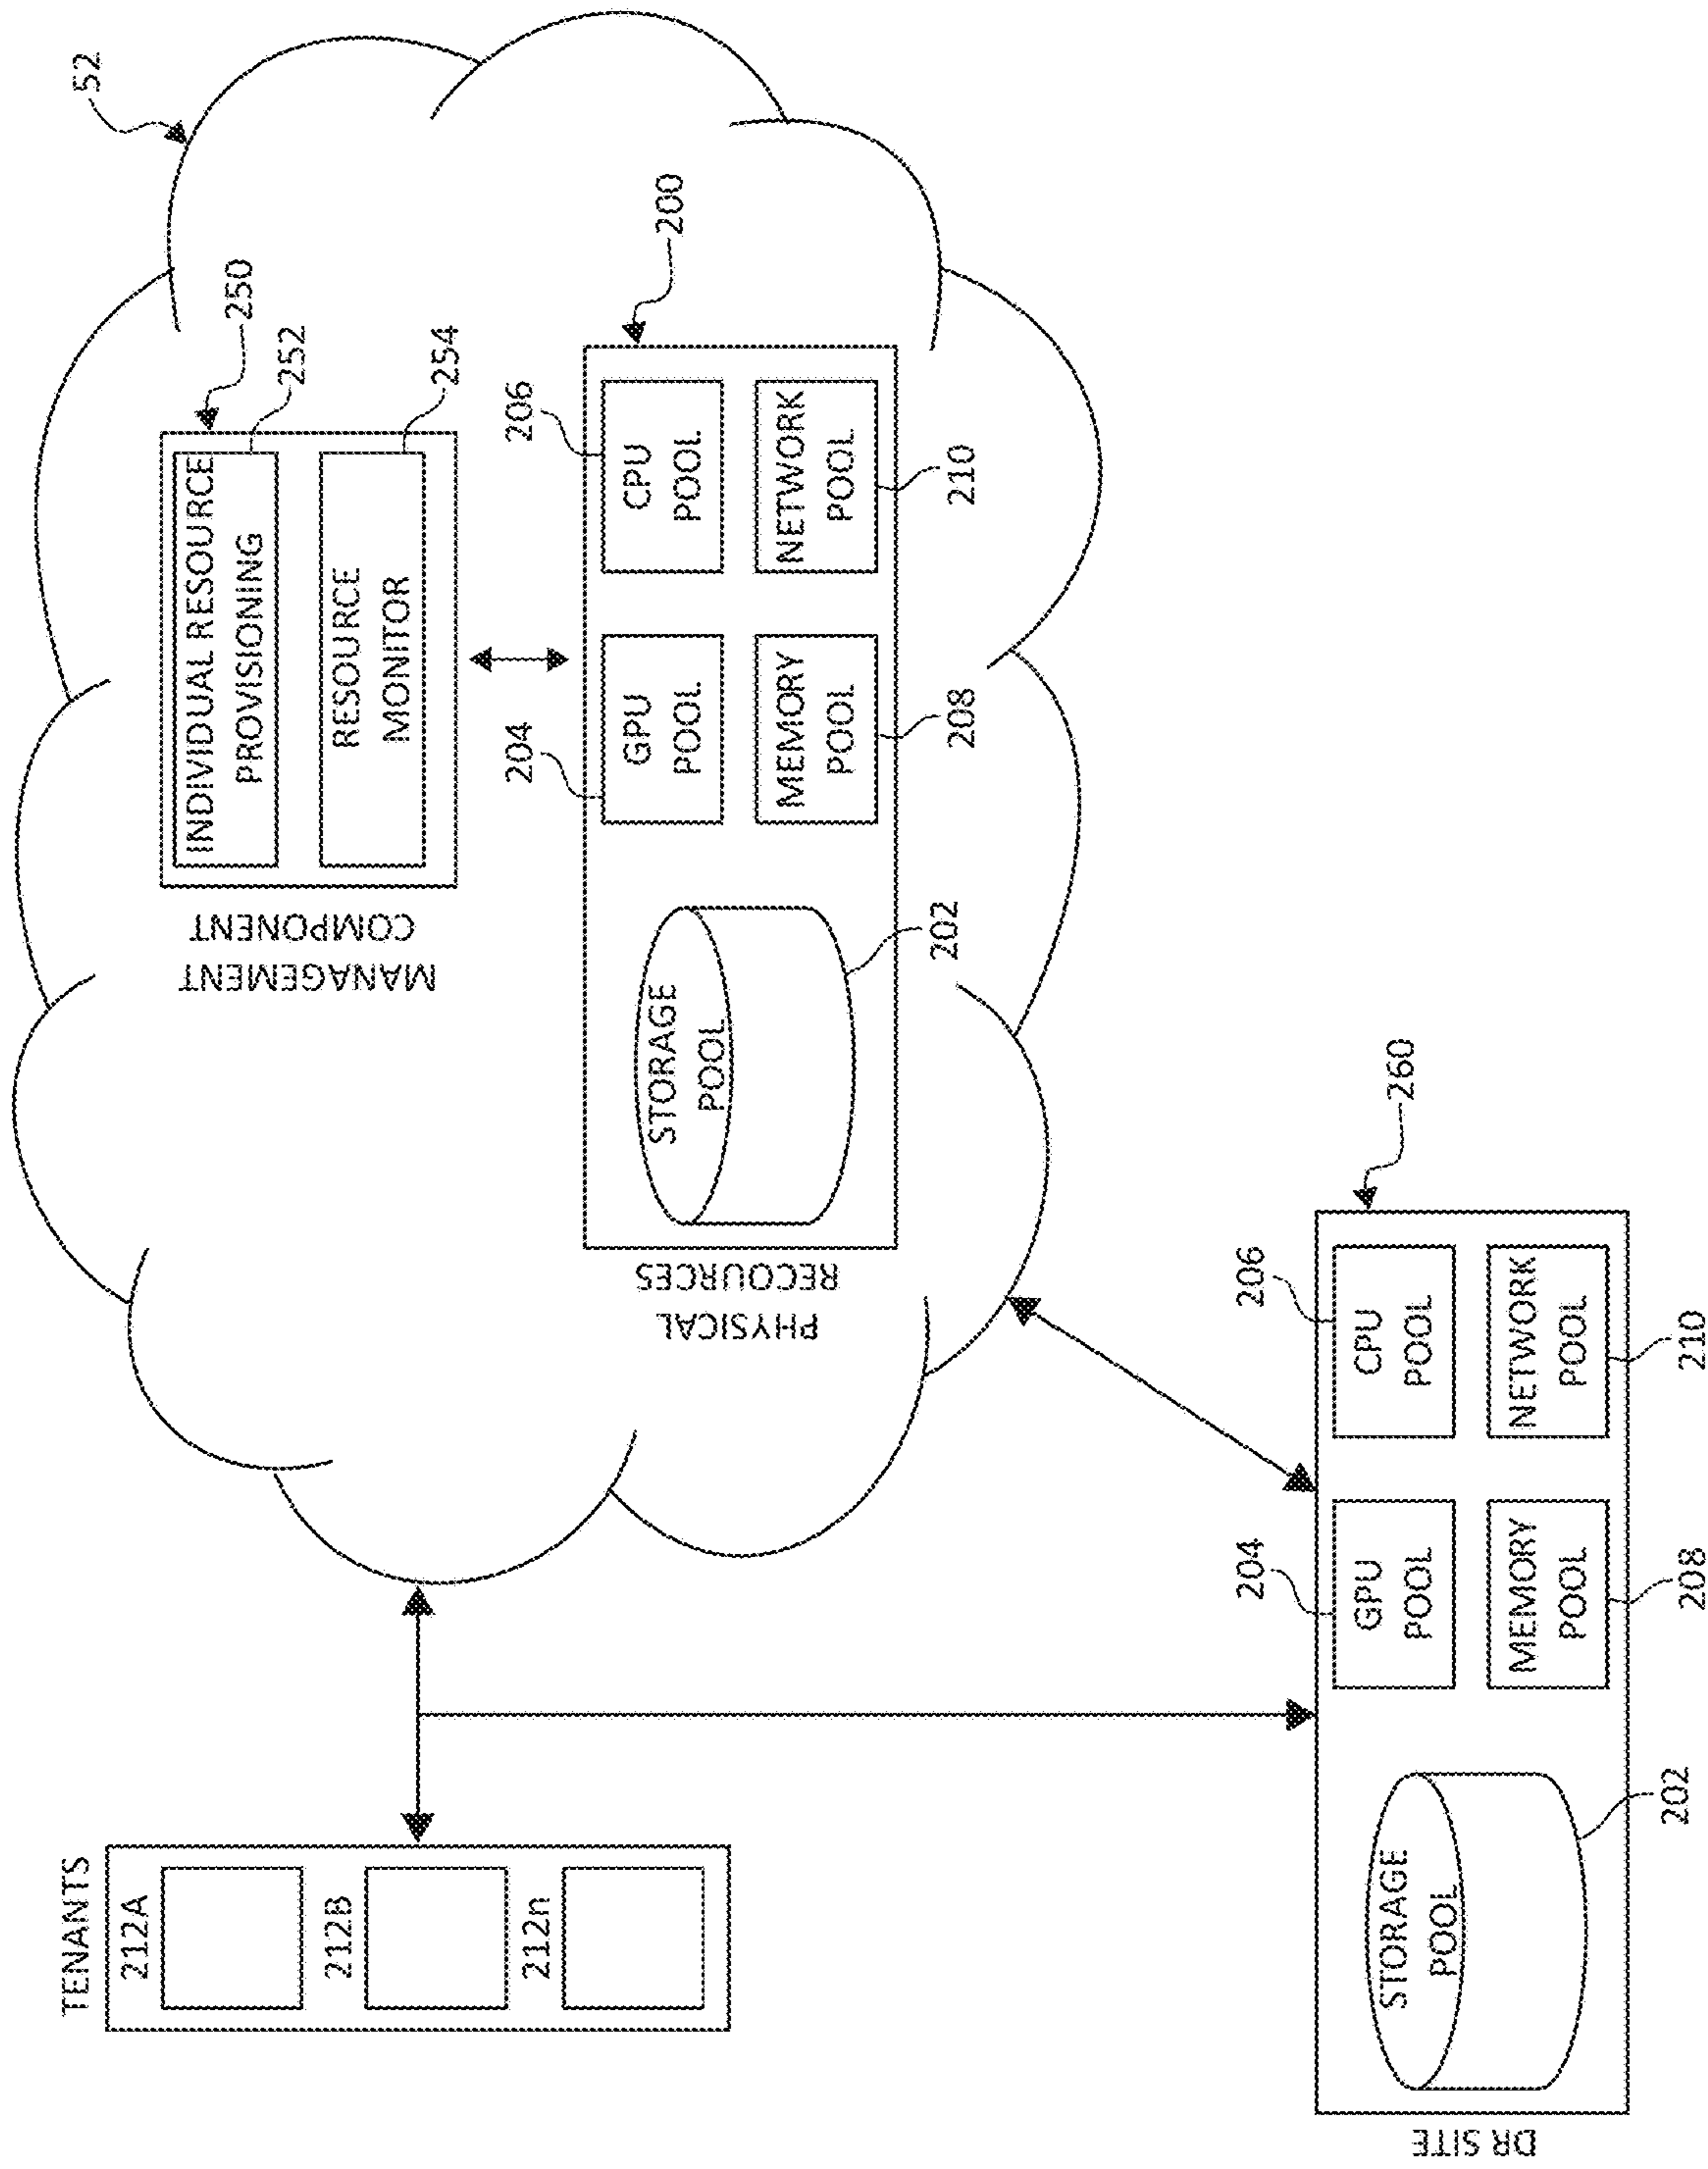 52
TENANTS
212A
212B
212n
MANAGEMENT
COMPONENT
250
INDIVIDUAL RESOURCE
PROVISIONING
252
RESOURCE
MONITOR
254
PHYSICAL
RECOURCES
200
STORAGE
POOL
202
204
GPU
POOL
206
CPU
POOL
MEMORY
POOL
208
NETWORK
POOL
210
DR SITE
260
STORAGE
POOL
202
204
GPU
POOL
206
CPU
POOL
MEMORY
POOL
208
NETWORK
POOL
210